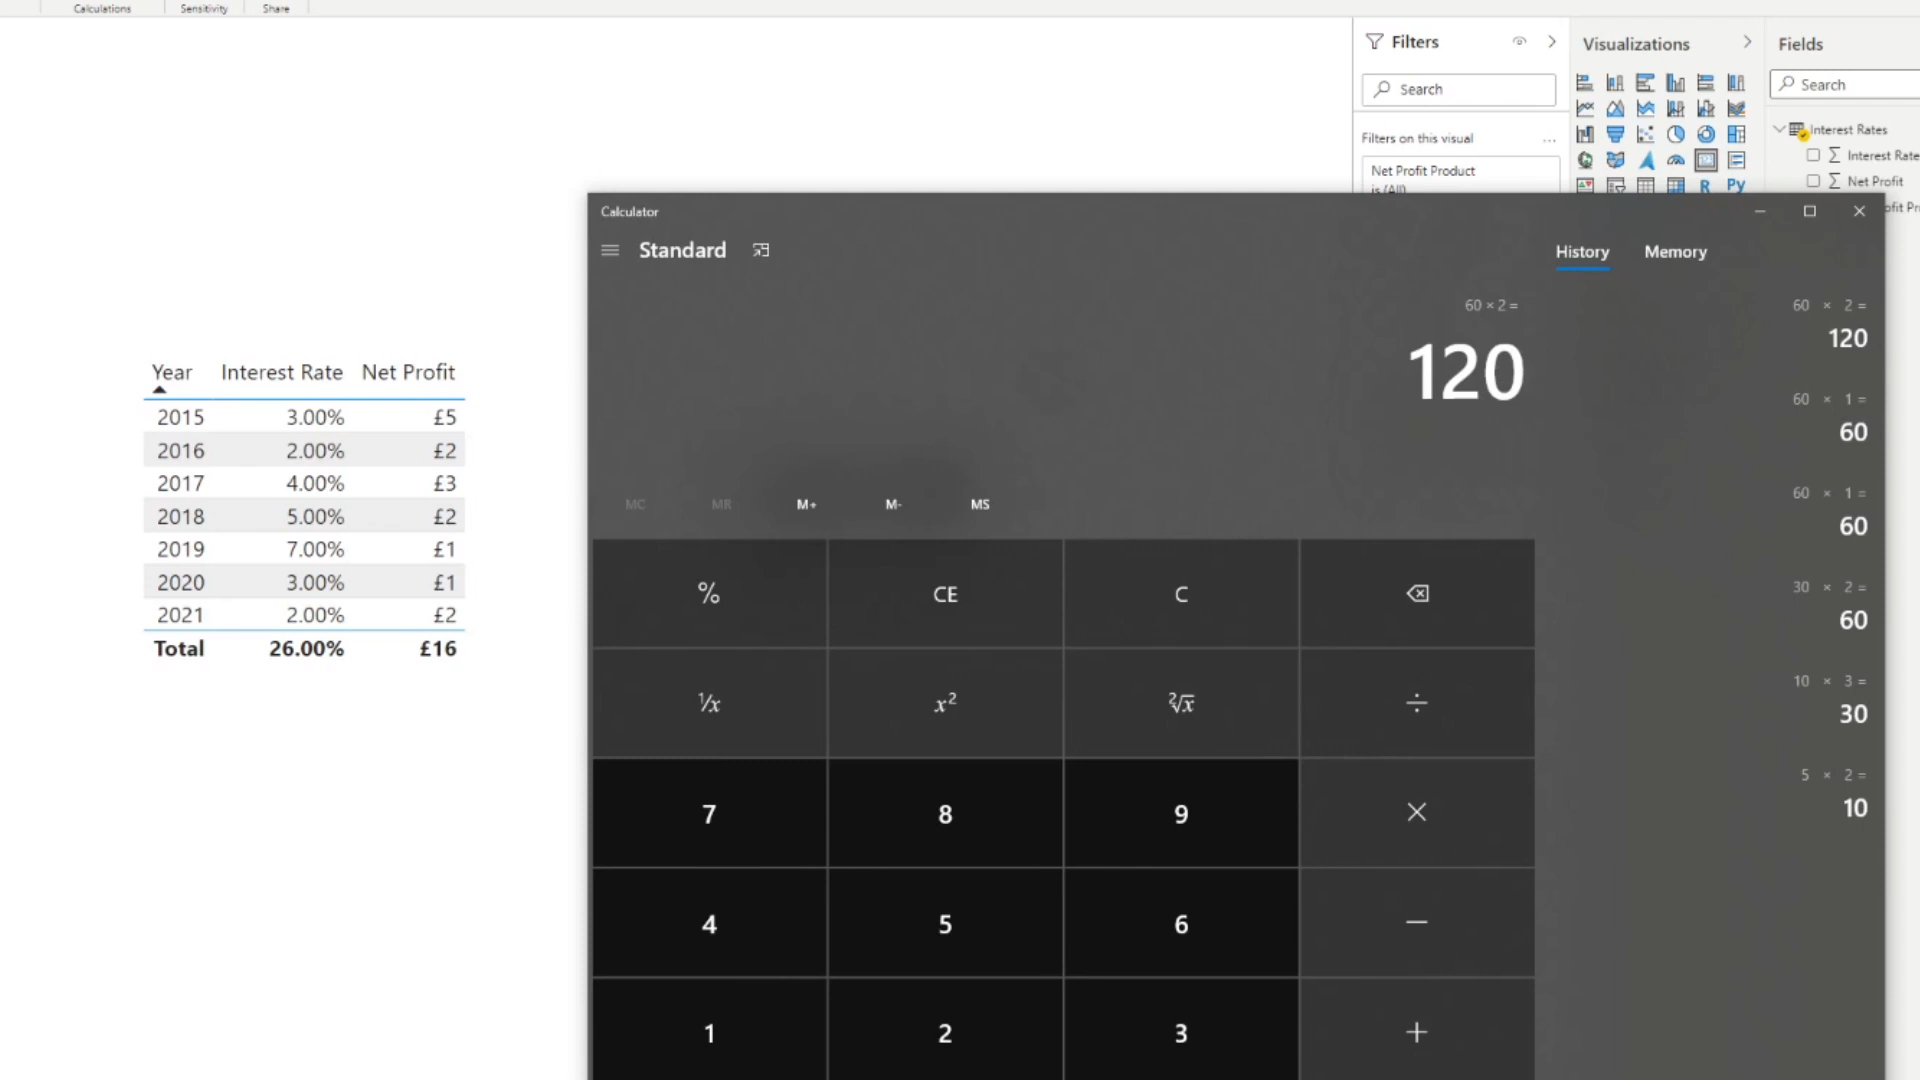 Calculations Sensitivity Share
Filters
Visualizations
Fields
Search
Search
Filters on this visual ...
Interest Rates
Net Profit Product
is (All)
Interest Rate
Net Profit
ofit Pr
Calculator
Standard
History Memory
60 × 2 =
120
MC MR M+ M- MS
% CE C
⅟x x² ²√x ÷
7 8 9 ×
4 5 6 −
1 2 3 +
60 × 2 =
120
60 × 1 =
60
60 × 1 =
60
30 × 2 =
60
10 × 3 =
30
5 × 2 =
10
Year Interest Rate Net Profit
2015 3.00% £5
2016 2.00% £2
2017 4.00% £3
2018 5.00% £2
2019 7.00% £1
2020 3.00% £1
2021 2.00% £2
Total 26.00% £16
R Py